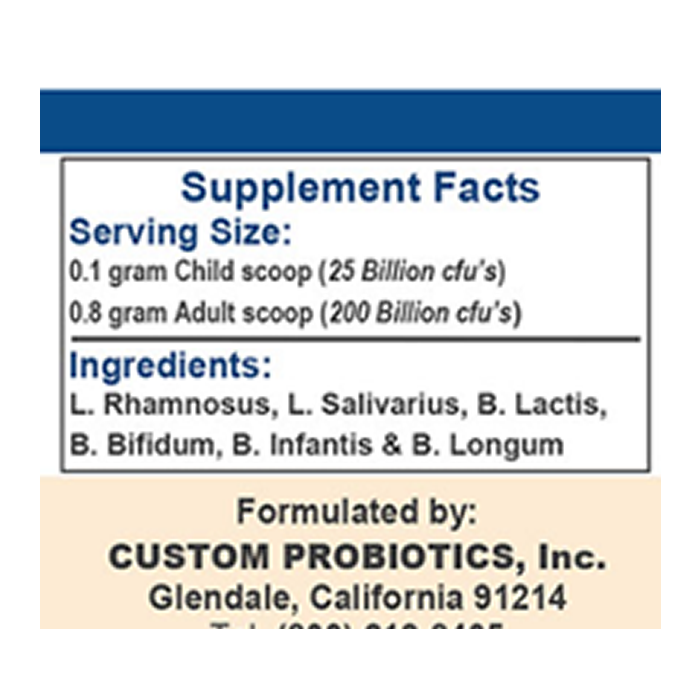 Supplement Facts
Serving Size:
0.1 gram Child scoop (25 Billion cfu's)
0.8 gram Adult scoop (200 Billion cfu's)
Ingredients:
L. Rhamnosus, L. Salivarius, B. Lactis,
B. Bifidum, B. Infantis & B. Longum
Formulated by:
CUSTOM PROBIOTICS, Inc.
Glendale, California 91214